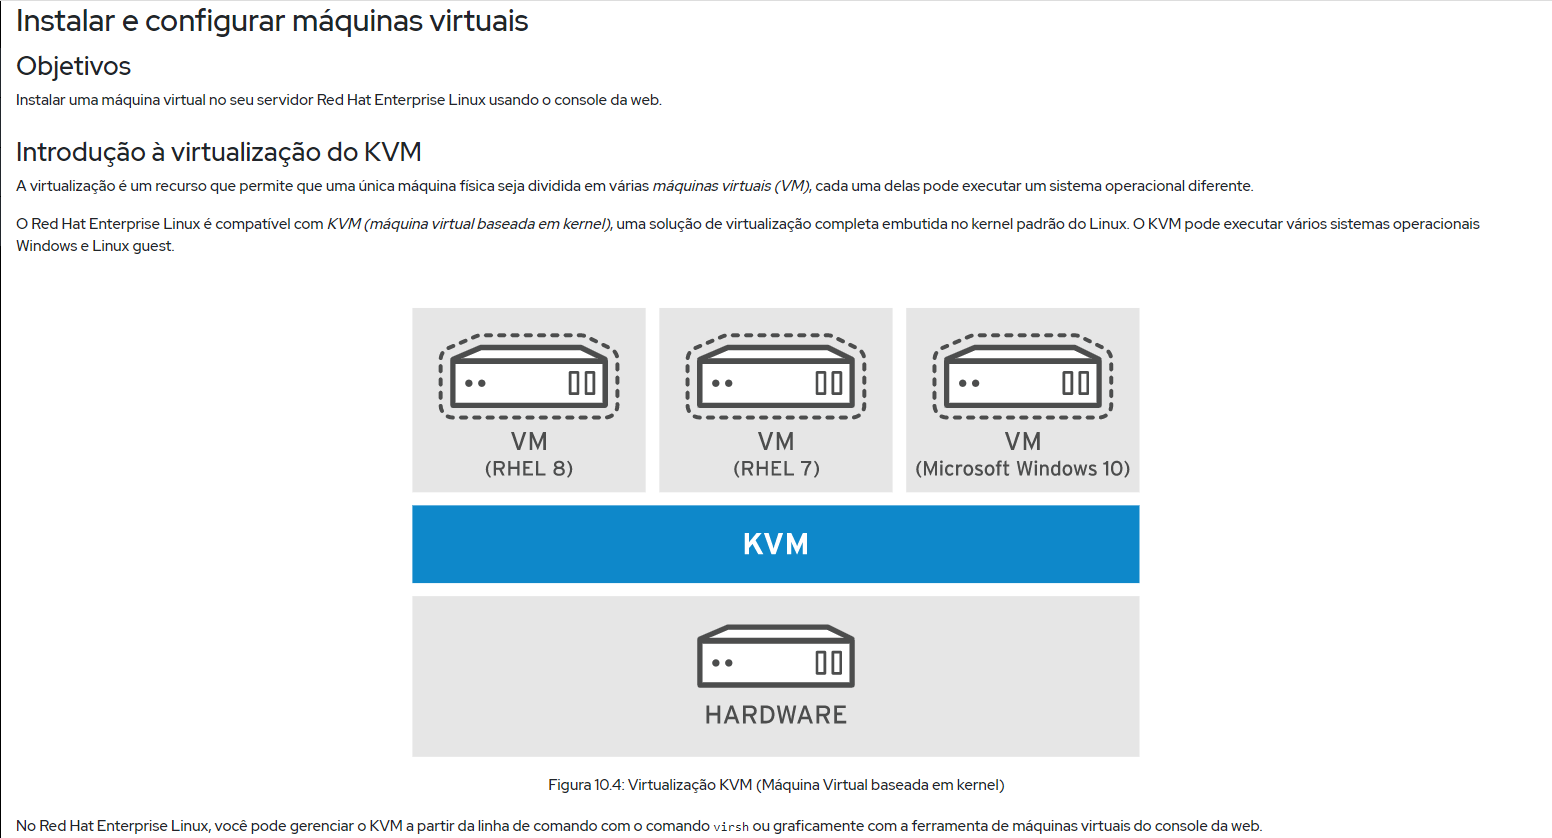 Instalar e configurar máquinas virtuais
Objetivos
Instalar uma máquina virtual no seu servidor Red Hat Enterprise Linux usando o console da web.
Introdução à virtualização do KVM
A virtualização é um recurso que permite que uma única máquina física seja dividida em várias máquinas virtuais (VM), cada uma delas pode executar um sistema operacional diferente.
O Red Hat Enterprise Linux é compatível com KVM (máquina virtual baseada em kernel), uma solução de virtualização completa embutida no kernel padrão do Linux. O KVM pode executar vários sistemas operacionais
Windows e Linux guest.
VM
(RHEL 8)
VM
(RHEL 7)
VM
(Microsoft Windows 10)
KVM
HARDWARE
Figura 10.4: Virtualização KVM (Máquina Virtual baseada em kernel)
No Red Hat Enterprise Linux, você pode gerenciar o KVM a partir da linha de comando com o comando virsh ou graficamente com a ferramenta de máquinas virtuais do console da web.